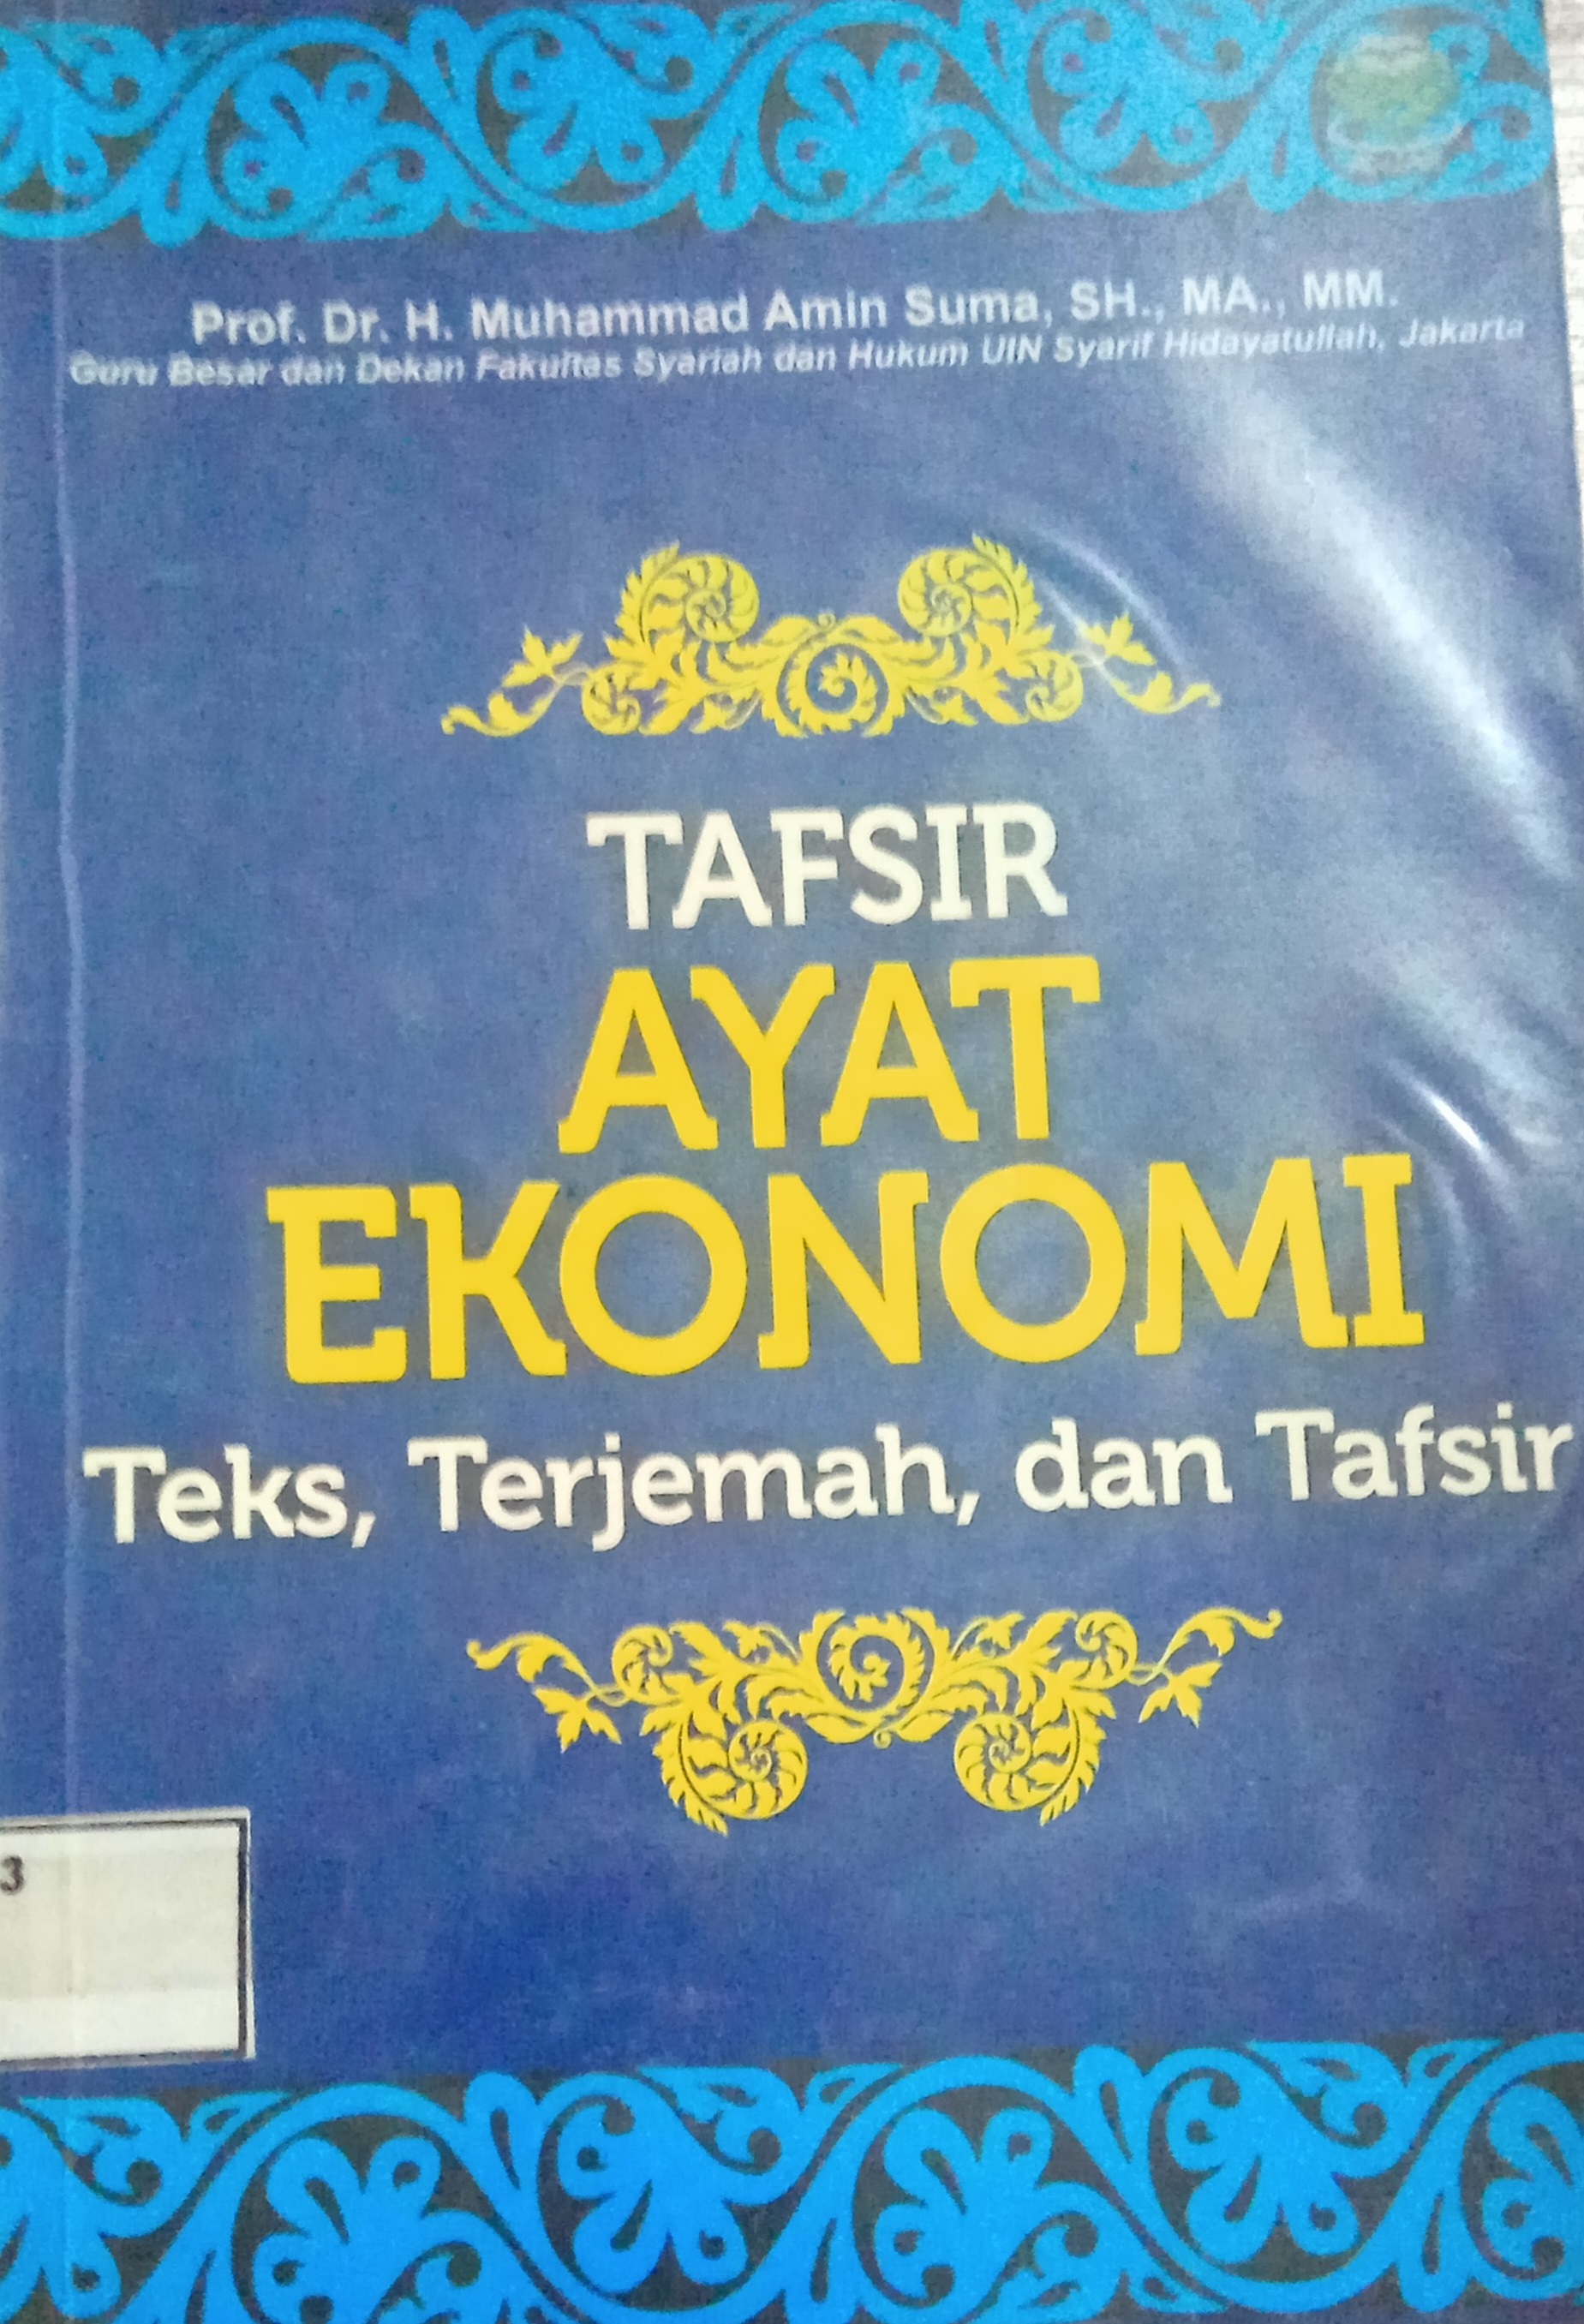 Prof. Dr. H. Muhammad Amin Suma, SH., MA., MM.
Guru Besar dan Dekan Fakultas Syariah dan Hukum UIN Syarif Hidayatullah, Jakarta
TAFSIR
AYAT
EKONOMI
Teks, Terjemah, dan Tafsir
3